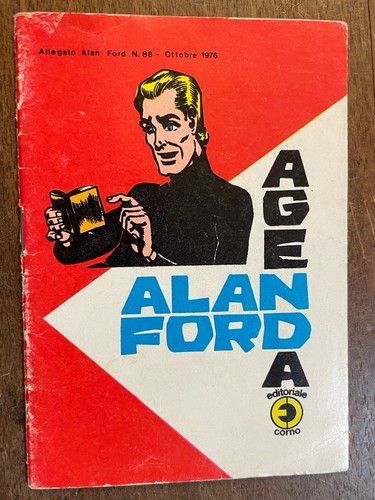 Allegato Alan Ford N. 88 - Ottobre 1976
AGENDA
ALAN
FORD
editoriale
corno